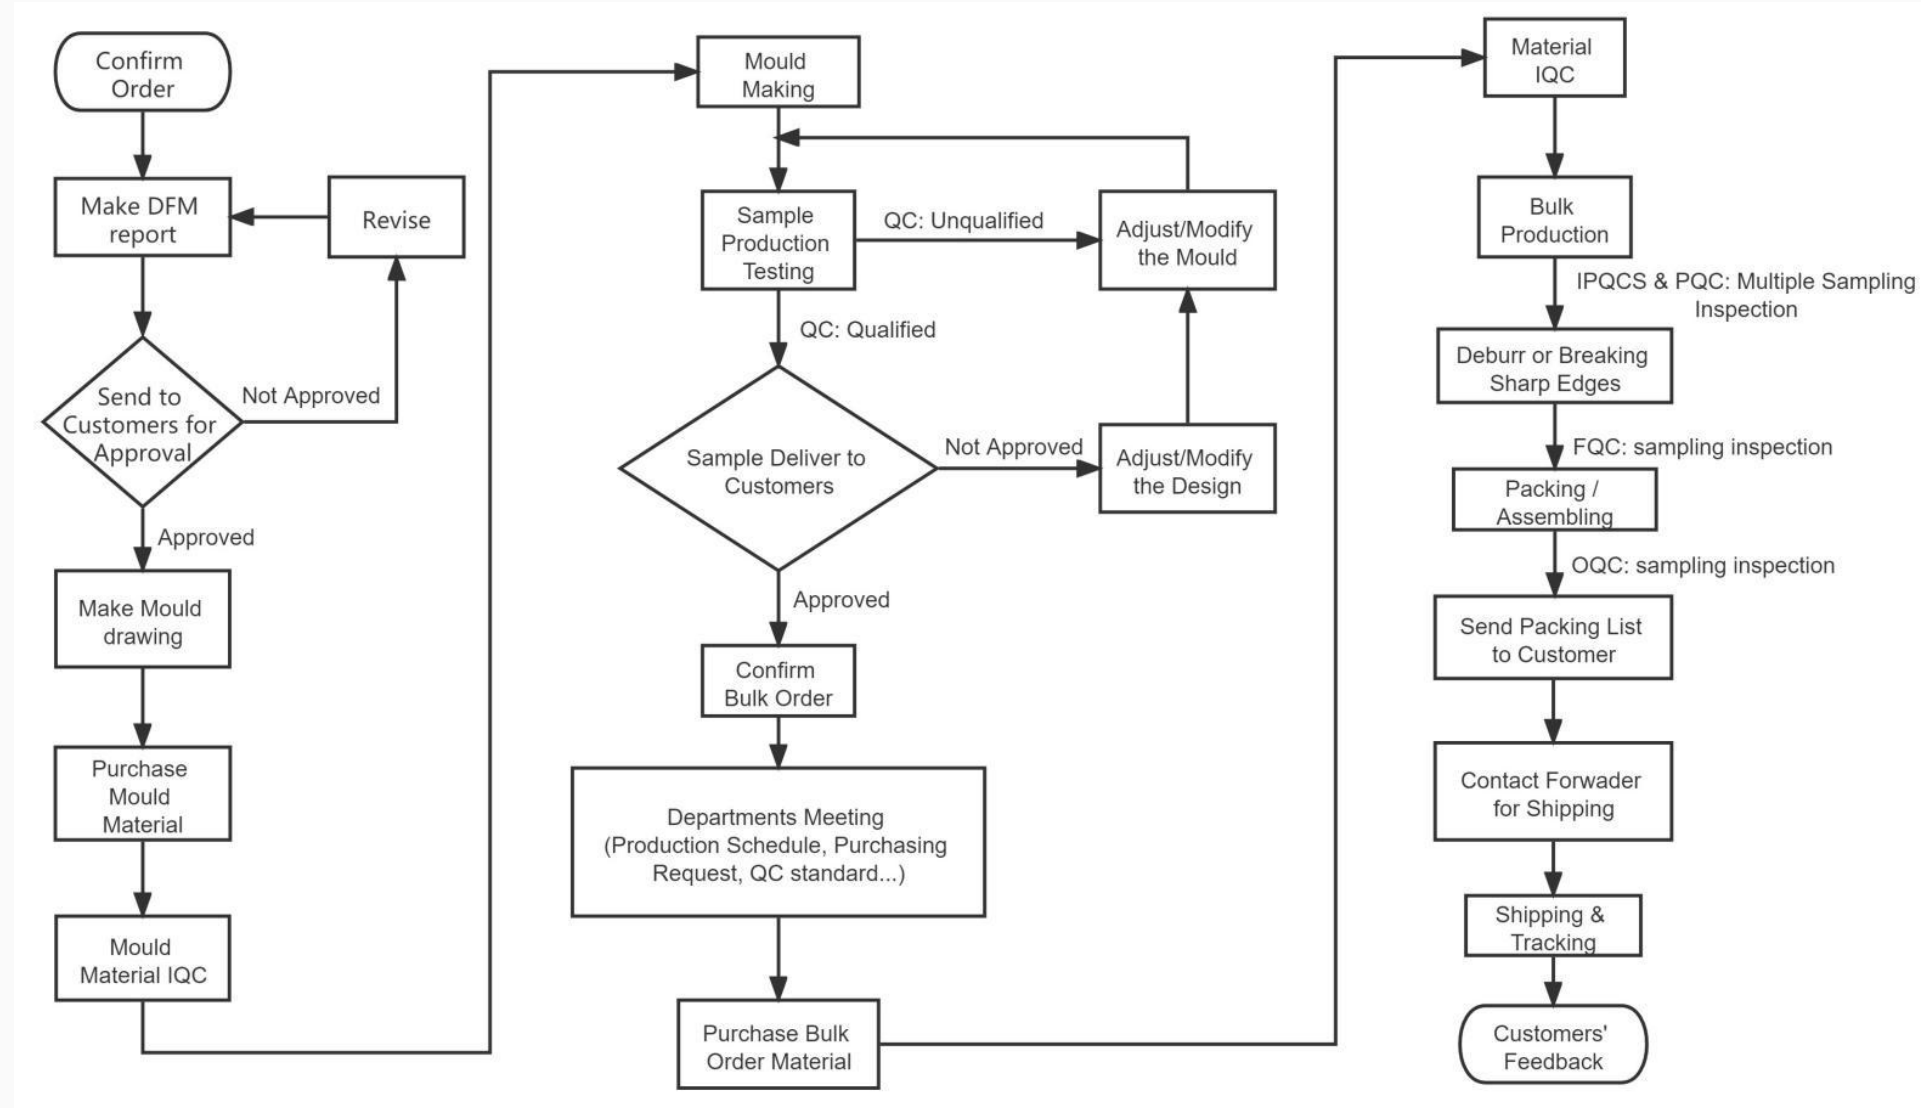 Confirm
Order
Make DFM
report
Revise
Send to
Customers for
Approval
Not Approved
Approved
Make Mould
drawing
Purchase
Mould
Material
Mould
Material IQC
Mould
Making
Sample
Production
Testing
QC: Unqualified
Adjust/Modify
the Mould
QC: Qualified
Sample Deliver to
Customers
Not Approved
Adjust/Modify
the Design
Approved
Confirm
Bulk Order
Departments Meeting
(Production Schedule, Purchasing
Request, QC standard...)
Purchase Bulk
Order Material
Material
IQC
Bulk
Production
IPQCS & PQC: Multiple Sampling
Inspection
Deburr or Breaking
Sharp Edges
FQC: sampling inspection
Packing /
Assembling
OQC: sampling inspection
Send Packing List
to Customer
Contact Forwader
for Shipping
Shipping &
Tracking
Customers'
Feedback